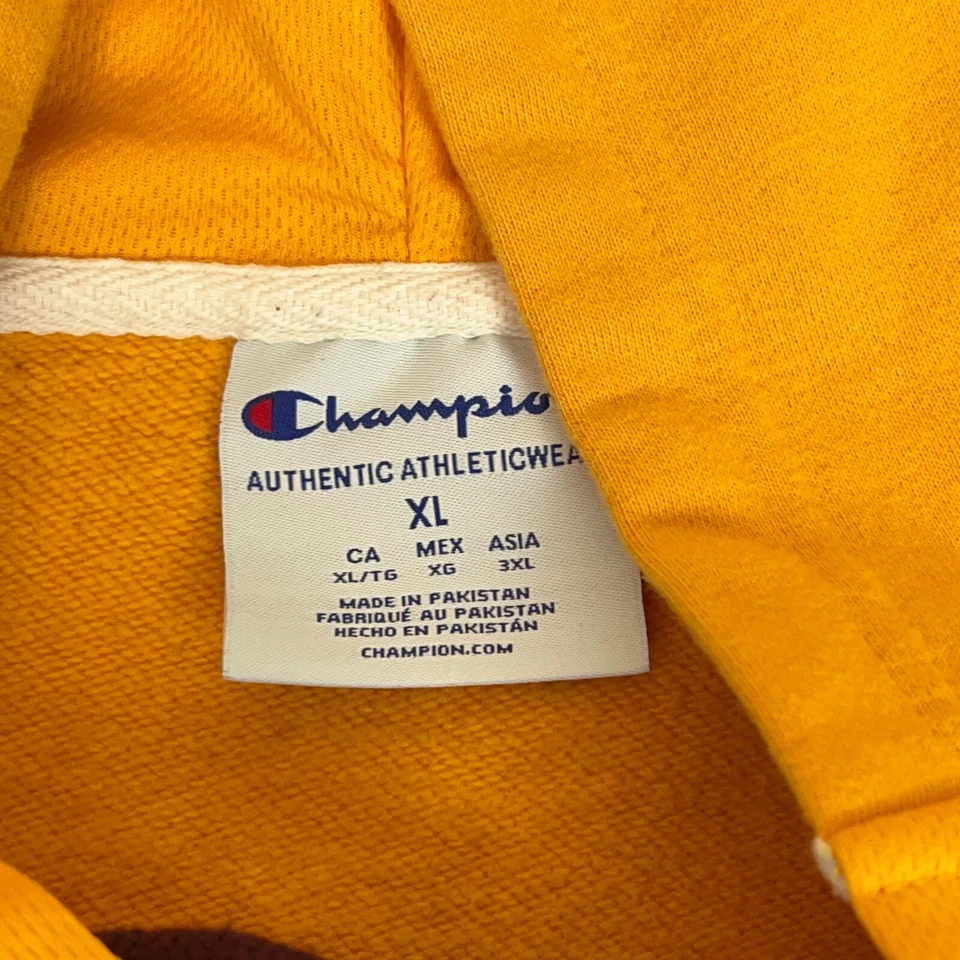 Champio
AUTHENTIC ATHLETICWEA
XL
CA MEX ASIA
XL/TG XG 3XL
MADE IN PAKISTAN
FABRIQUÉ AU PAKISTAN
HECHO EN PAKISTÁN
CHAMPION.COM